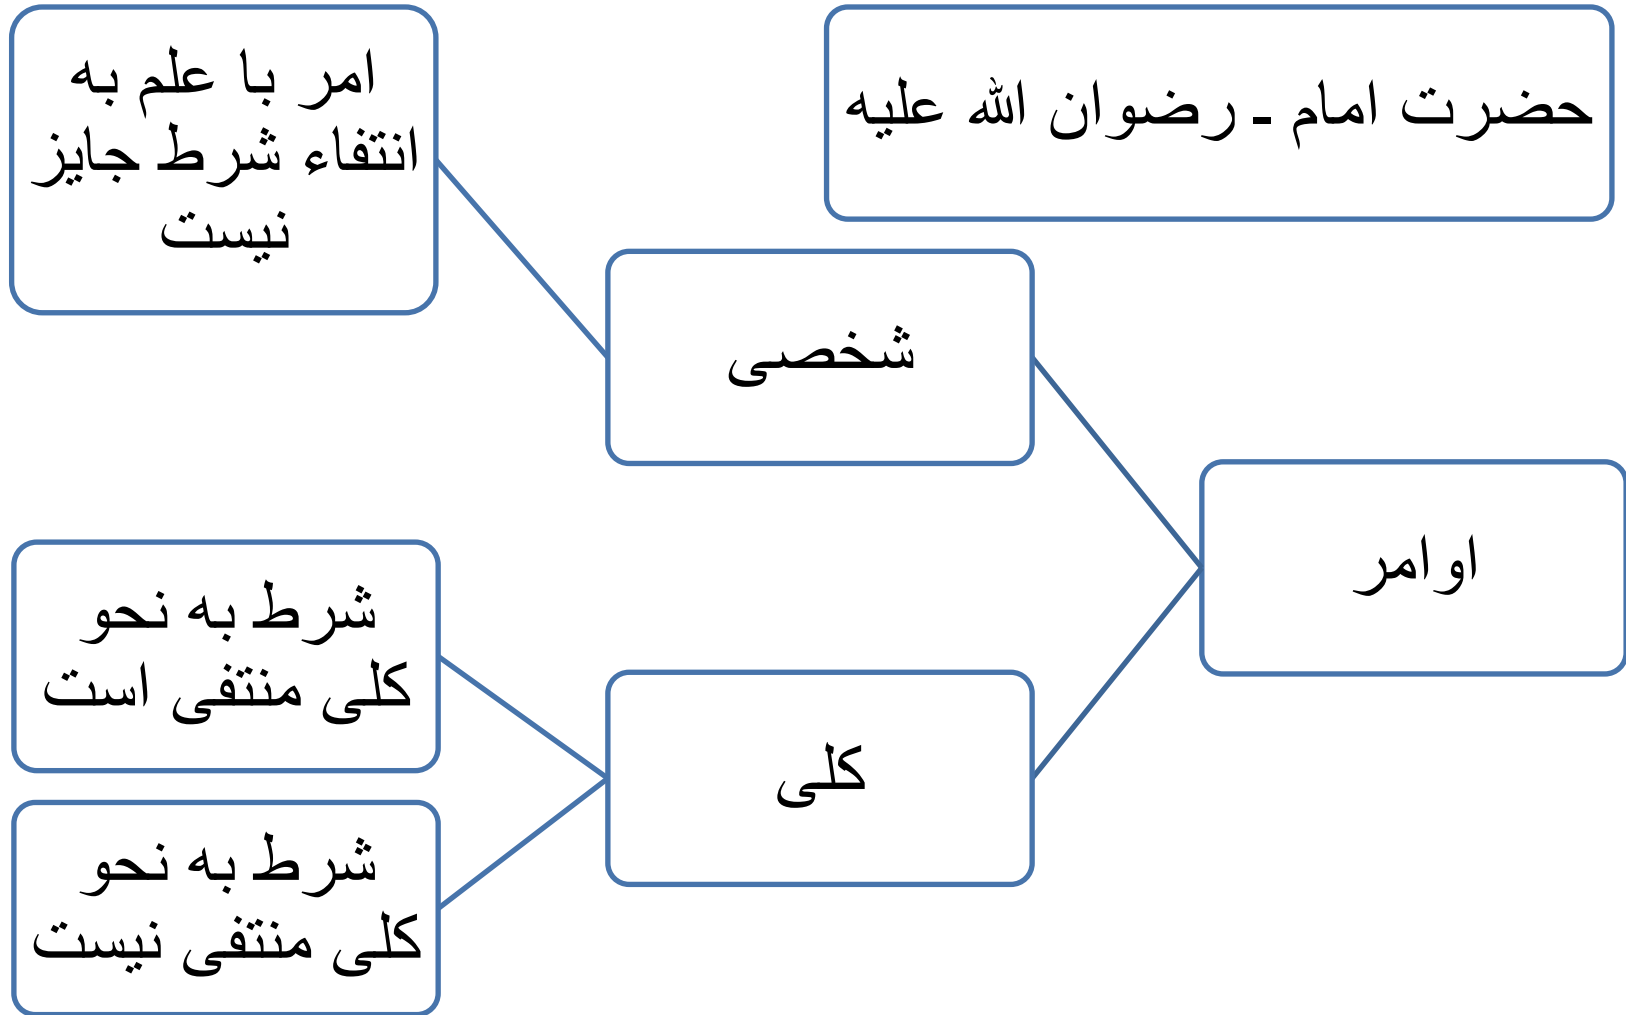 حضرت امام ـ رضوان الله علیه
اوامر
شخصی
امر با علم به
انتفاء شرط جایز
نیست
کلی
شرط به نحو
کلی منتفی است
شرط به نحو
کلی منتفی نیست